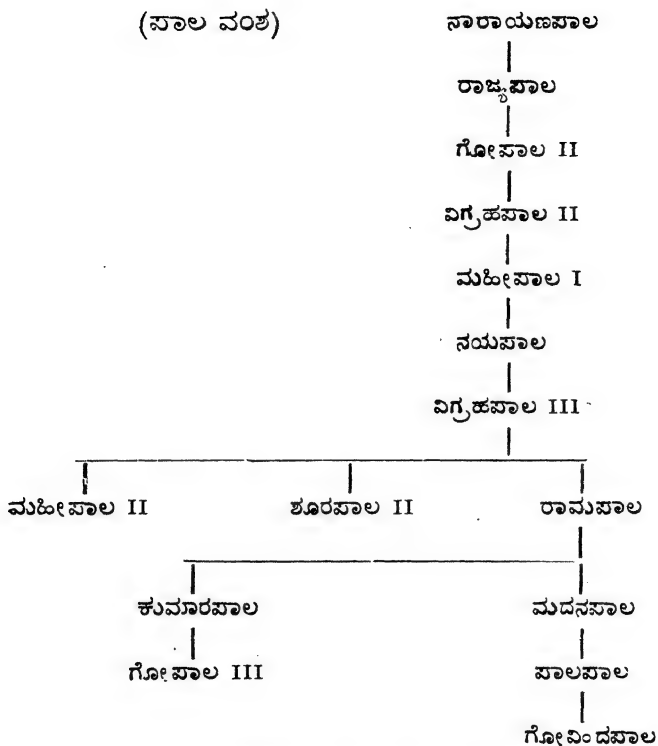 (ಪಾಲ ವಂಶ) ನಾರಾಯಣಪಾಲ
ರಾಜ್ಯಪಾಲ
ಗೋಪಾಲ II
ವಿಗ್ರಹಪಾಲ II
ಮಹೀಪಾಲ I
ನಯಪಾಲ
ವಿಗ್ರಹಪಾಲ III
ಮಹೀಪಾಲ II ಶೂರಪಾಲ II ರಾಮಪಾಲ
ಕುಮಾರಪಾಲ ಮದನಪಾಲ
ಗೋಪಾಲ III ಪಾಲಪಾಲ
ಗೋವಿಂದಪಾಲ